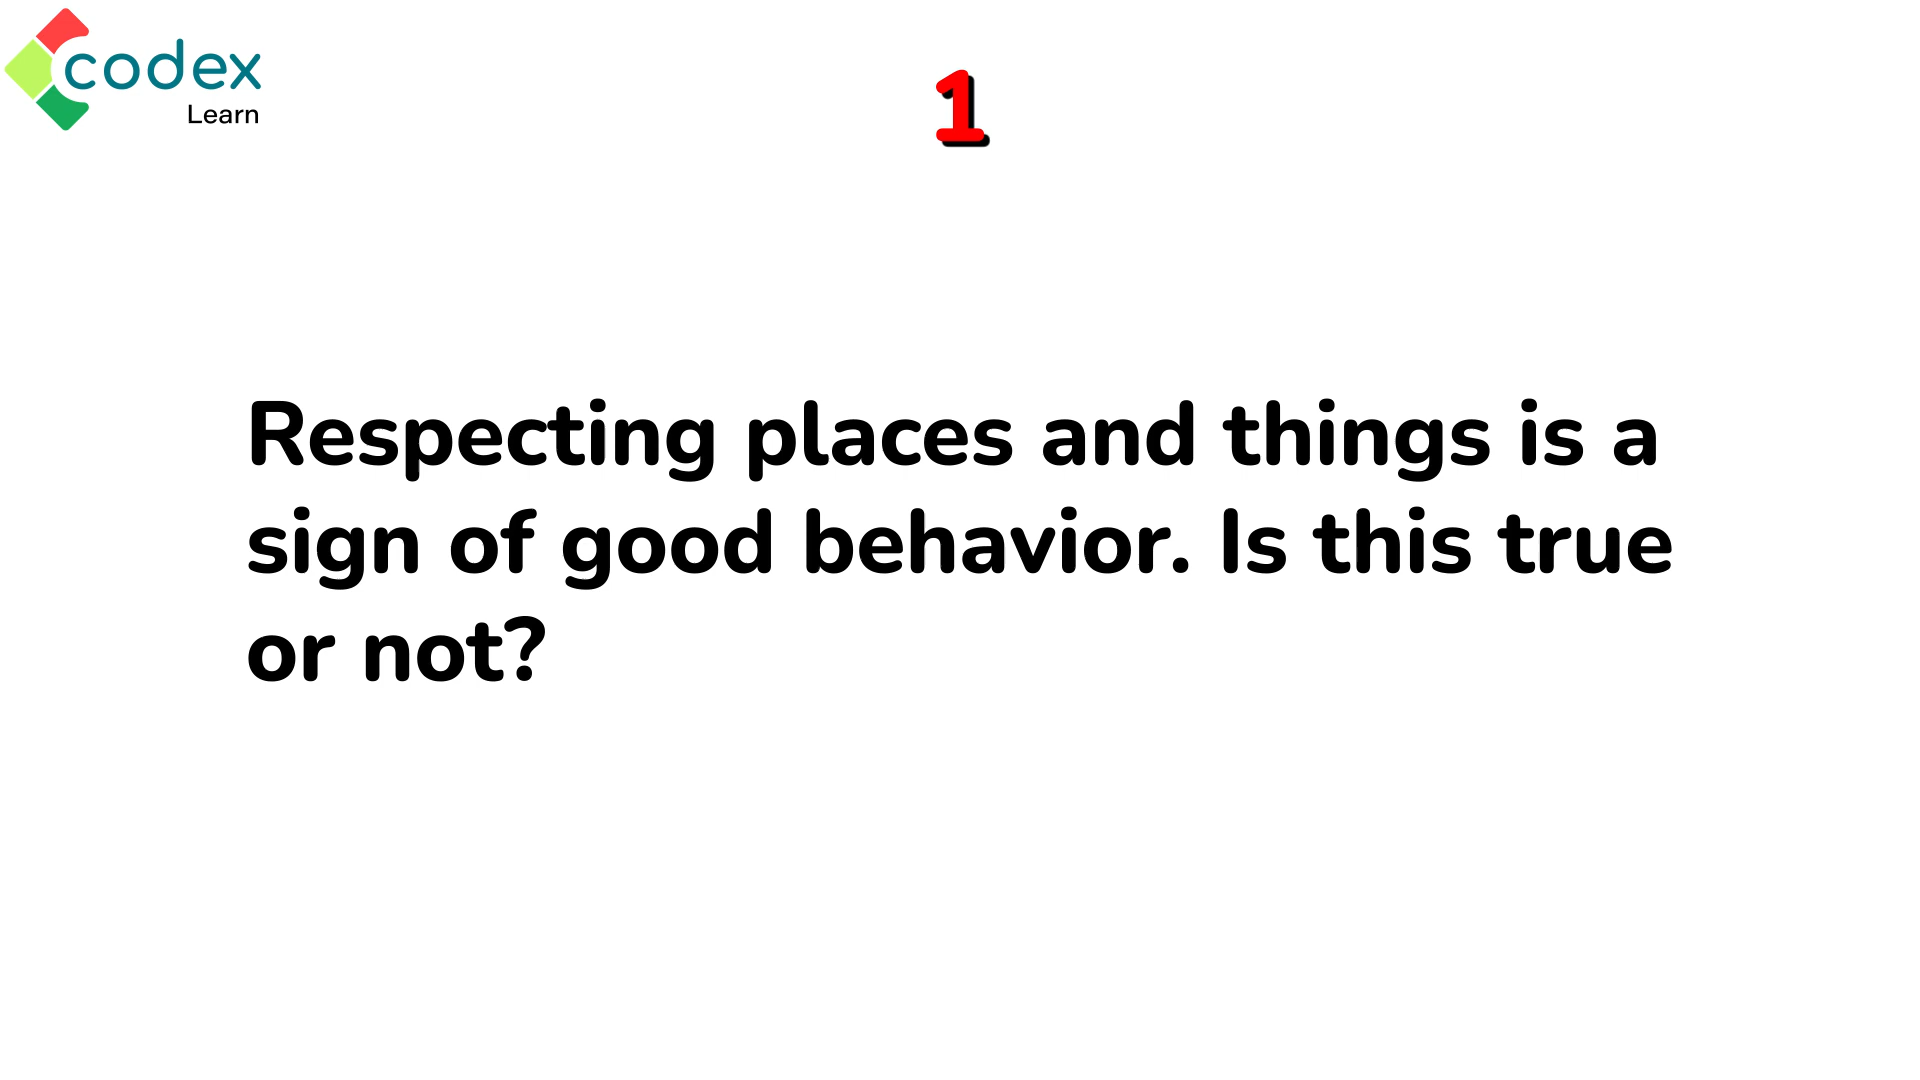 codex
Learn
1
Respecting places and things is a
sign of good behavior. Is this true
or not?